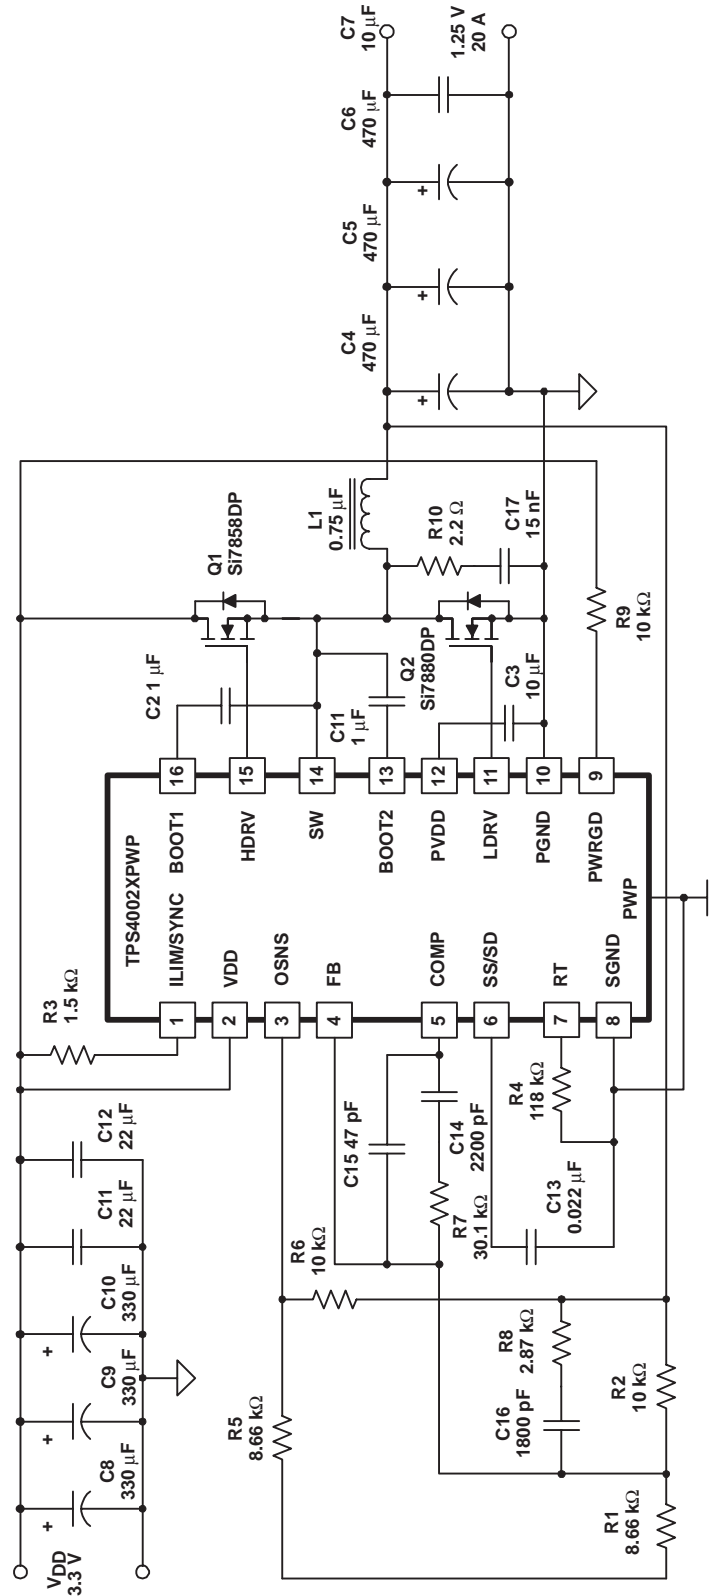 VDD
3.3 V
C8
330 µF
C9
330 µF
C10
330 µF
C11
22 µF
C12
22 µF
R3
1.5 kΩ
TPS4002XPWP
1
ILIM/SYNC
2
VDD
3
OSNS
4
FB
5
COMP
6
SS/SD
7
RT
8
SGND
16
BOOT1
15
HDRV
14
SW
13
BOOT2
12
PVDD
11
LDRV
10
PGND
9
PWRGD
PWP
R5
8.66 kΩ
R6
10 kΩ
C15 47 pF
R7
30.1 kΩ
C14
2200 pF
R4
118 kΩ
C13
0.022 µF
C16
1800 pF
R8
2.87 kΩ
R1
8.66 kΩ
R2
10 kΩ
C2 1 µF
Q1
Si7858DP
C11
1 µF
Q2
Si7880DP
C3
10 µF
L1
0.75 µF
R10
2.2 Ω
C17
15 nF
R9
10 kΩ
C4
470 µF
C5
470 µF
C6
470 µF
C7
10 µF
1.25 V
20 A
+
+
+
+
+
+